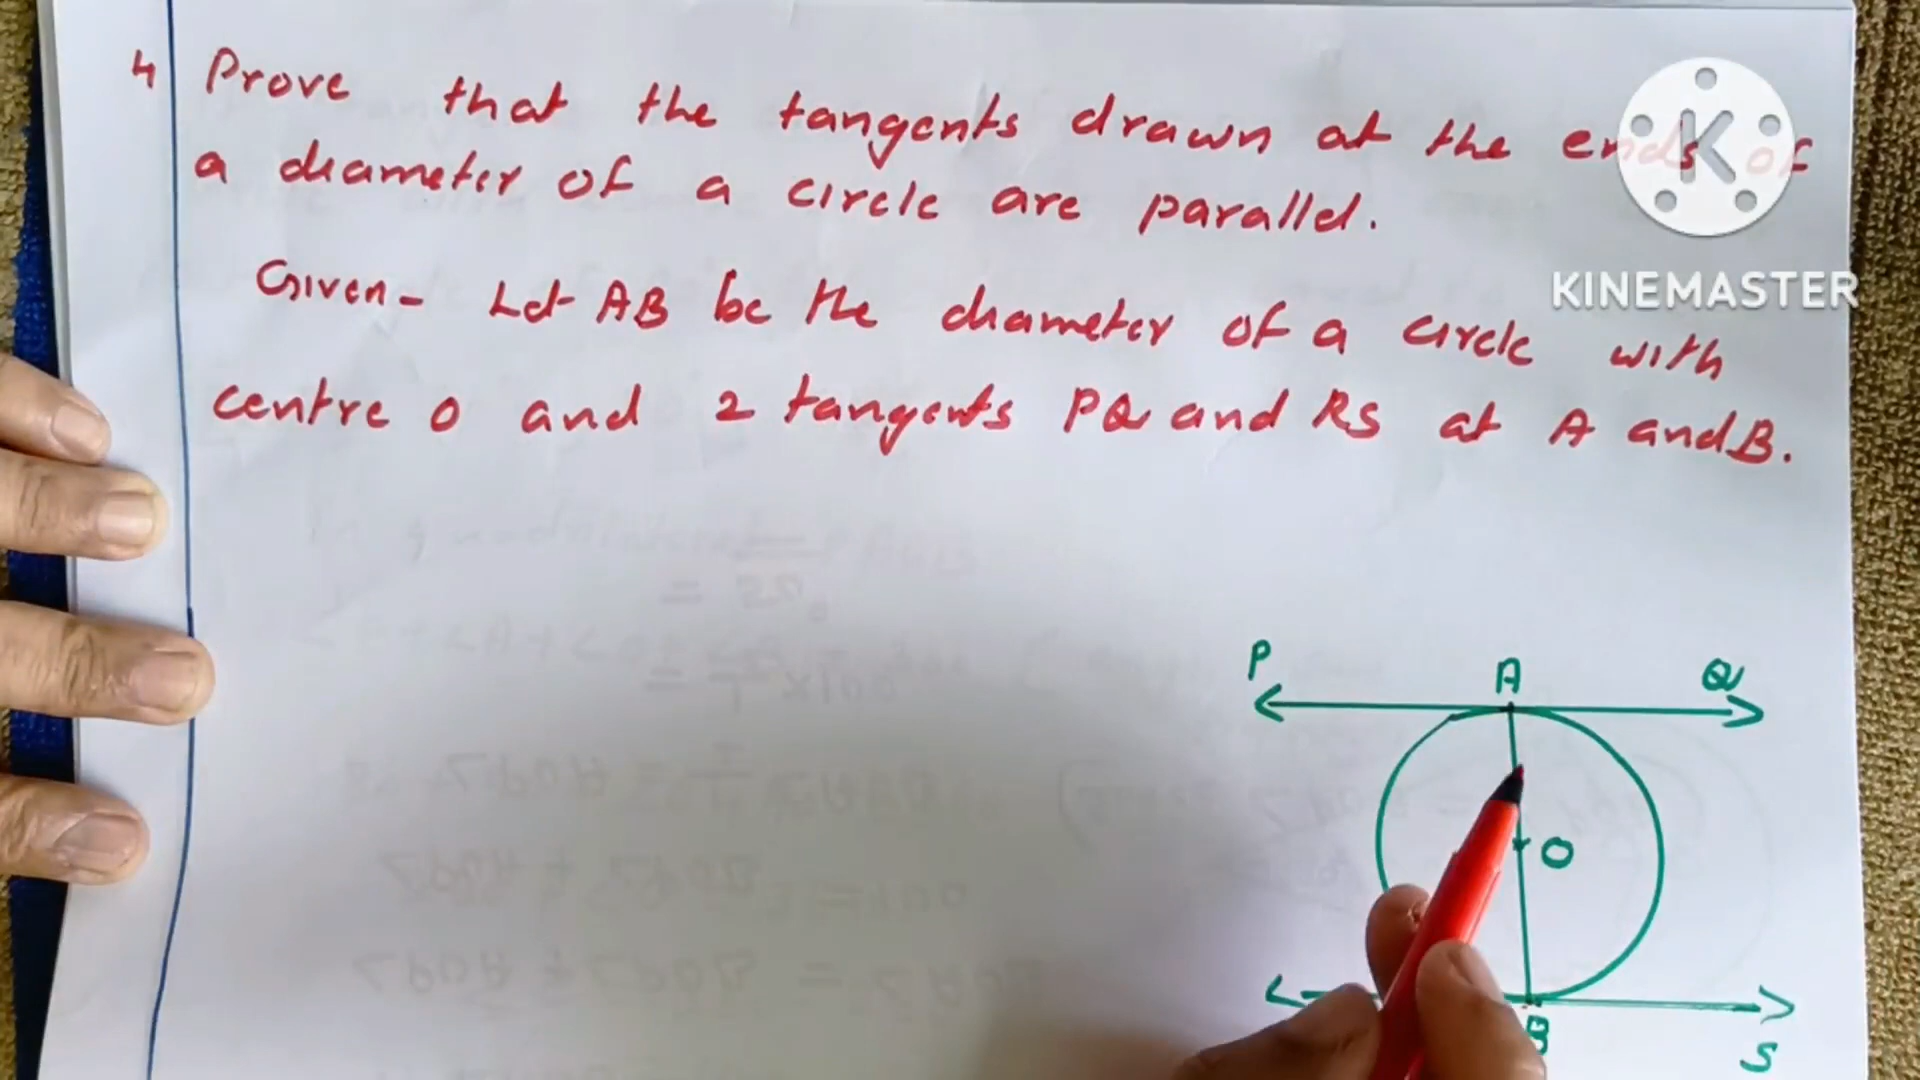 4 Prove that the tangents drawn at the ends of
a diameter of a circle are parallel.
Given - Let AB be the diameter of a circle with
centre O and 2 tangents PQ and RS at A and B.
KINEMASTER
P A Q
O
B
S